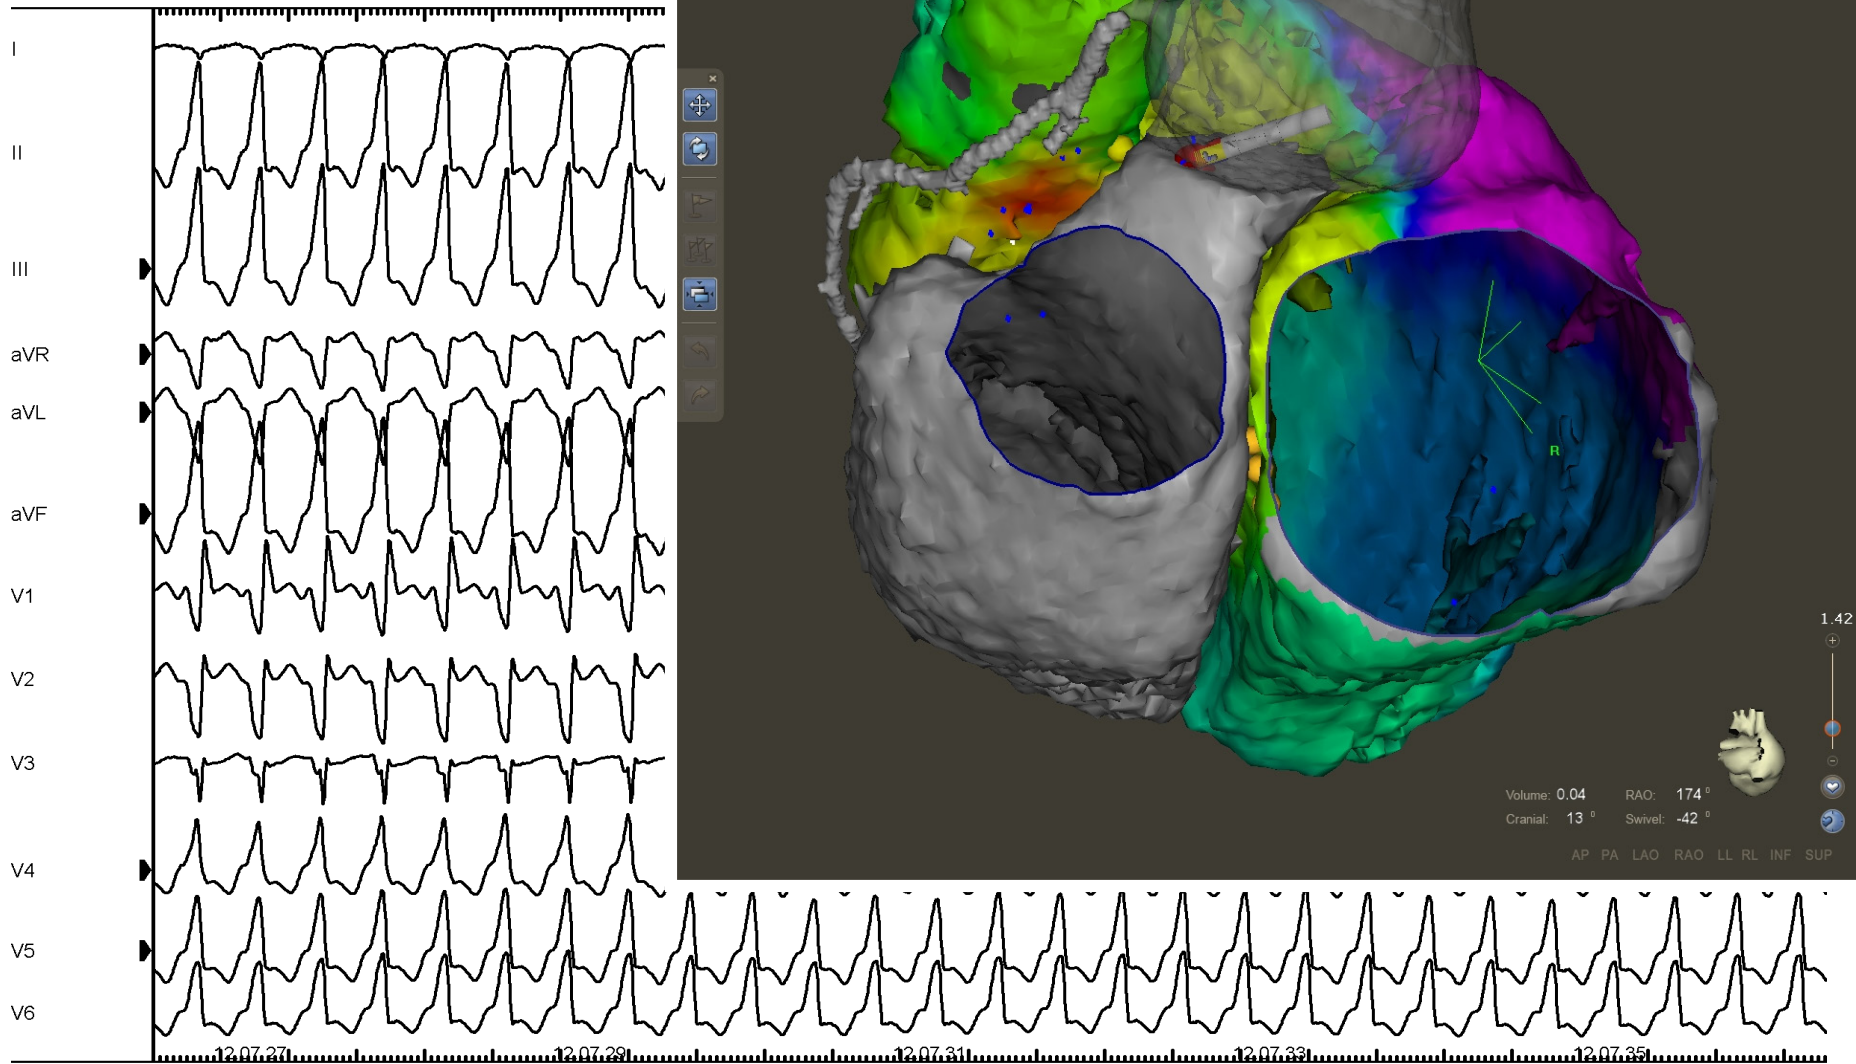 I
II
III
aVR
aVL
aVF
V1
V2
V3
V4
V5
V6
R
1.42
Volume: 0.04 RAO: 174 °
Cranial: 13 ° Swivel: -42 °
AP PA LAO RAO LL RL INF SUP
12.07.27 12.07.29 12.07.31 12.07.33 12.07.35